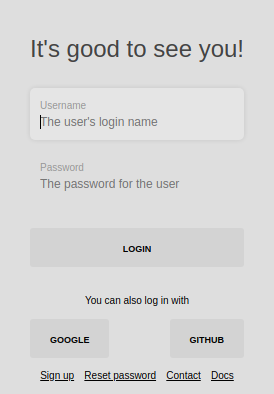 It's good to see you!
Username
The user's login name
Password
The password for the user
LOGIN
You can also log in with
GOOGLE GITHUB
Sign up Reset password Contact Docs